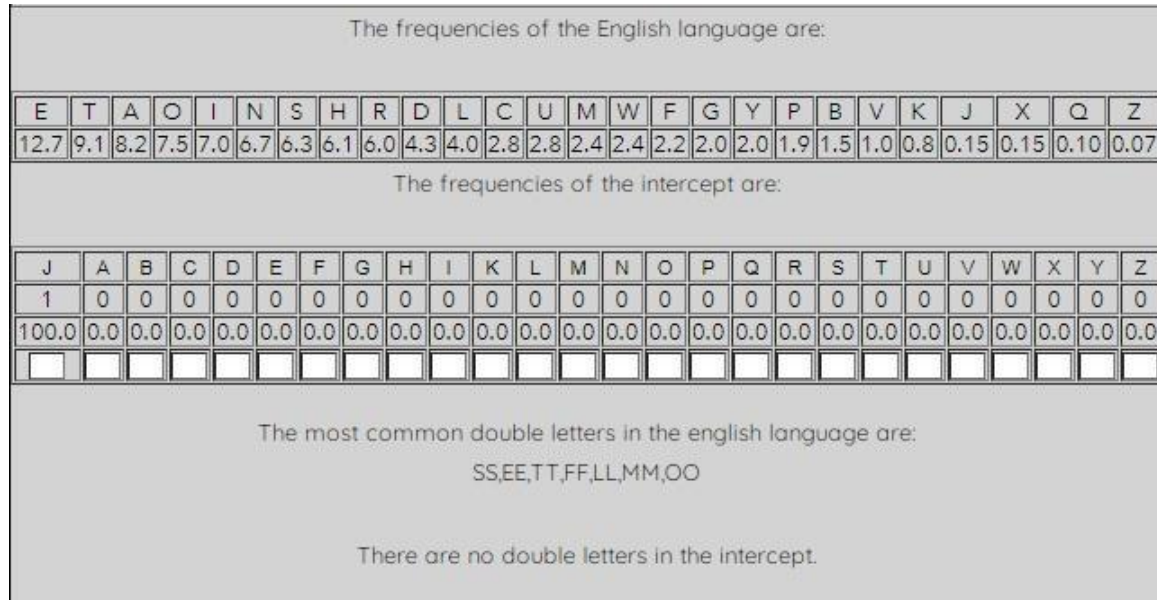 The frequencies of the English language are:
E T A O I N S H R D L C U M W F G Y P B V K J X Q Z
12.7 9.1 8.2 7.5 7.0 6.7 6.3 6.1 6.0 4.3 4.0 2.8 2.8 2.4 2.4 2.2 2.0 2.0 1.9 1.5 1.0 0.8 0.15 0.15 0.10 0.07
The frequencies of the intercept are:
J A B C D E F G H I K L M N O P Q R S T U V W X Y Z
1 0 0 0 0 0 0 0 0 0 0 0 0 0 0 0 0 0 0 0 0 0 0 0 0 0
100.0 0.0 0.0 0.0 0.0 0.0 0.0 0.0 0.0 0.0 0.0 0.0 0.0 0.0 0.0 0.0 0.0 0.0 0.0 0.0 0.0 0.0 0.0 0.0 0.0 0.0
The most common double letters in the english language are:
SS,EE,TT,FF,LL,MM,OO
There are no double letters in the intercept.